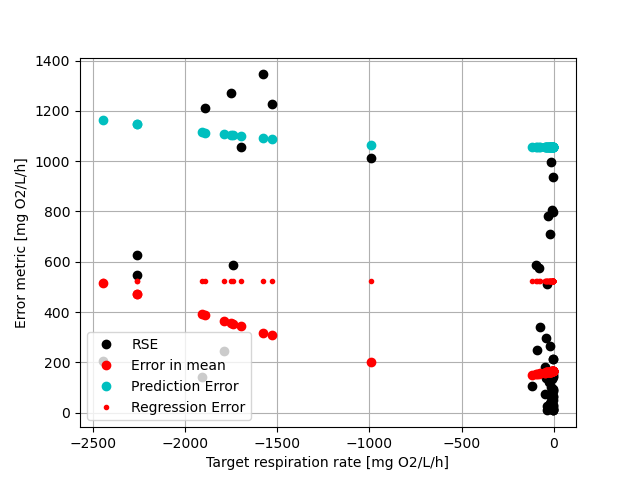 1400
1200
1000
800
600
400
200
0
Error metric [mg O2/L/h]
RSE
Error in mean
Prediction Error
Regression Error
−2500 −2000 −1500 −1000 −500 0
Target respiration rate [mg O2/L/h]